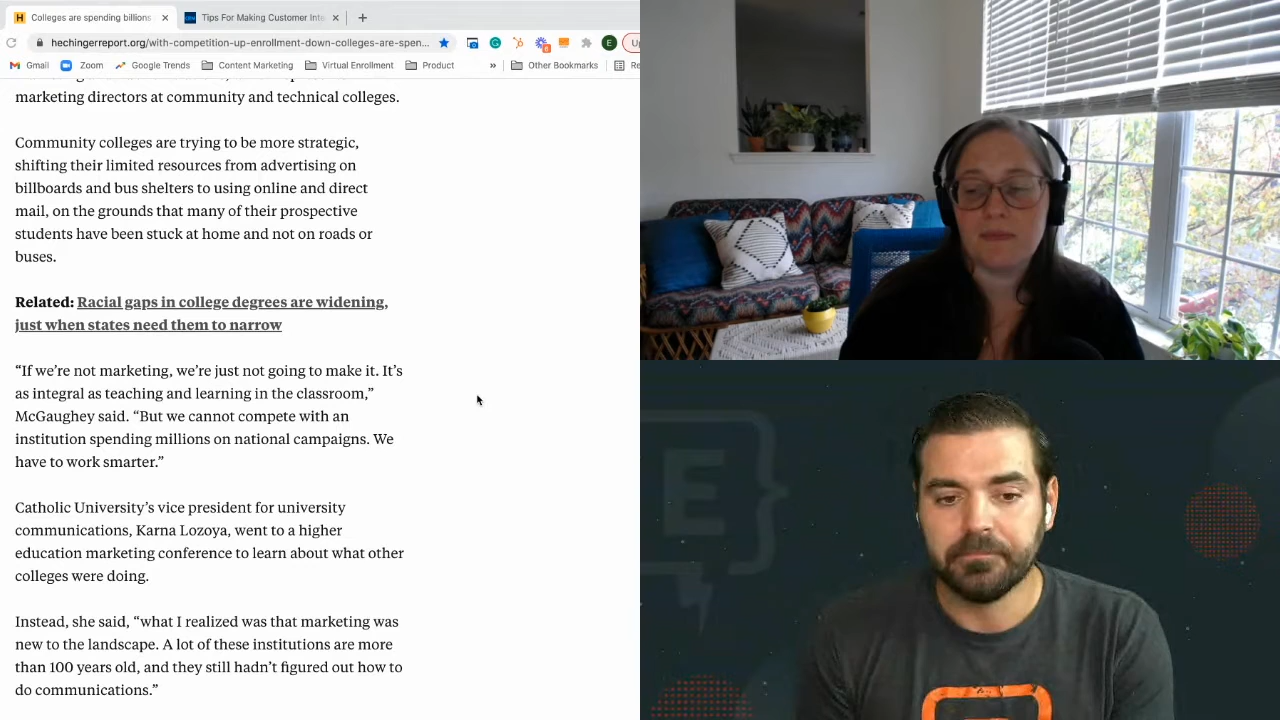 Colleges are spending billions
Tips For Making Customer Inte
hechingerreport.org/with-competition-up-enrollment-down-colleges-are-spen...
Gmail Zoom Google Trends Content Marketing Virtual Enrollment Product » Other Bookmarks Re
marketing directors at community and technical colleges.
Community colleges are trying to be more strategic,
shifting their limited resources from advertising on
billboards and bus shelters to using online and direct
mail, on the grounds that many of their prospective
students have been stuck at home and not on roads or
buses.
Related: Racial gaps in college degrees are widening,
just when states need them to narrow
“If we’re not marketing, we’re just not going to make it. It’s
as integral as teaching and learning in the classroom,”
McGaughey said. “But we cannot compete with an
institution spending millions on national campaigns. We
have to work smarter.”
Catholic University’s vice president for university
communications, Karna Lozoya, went to a higher
education marketing conference to learn about what other
colleges were doing.
Instead, she said, “what I realized was that marketing was
new to the landscape. A lot of these institutions are more
than 100 years old, and they still hadn’t figured out how to
do communications.”
E